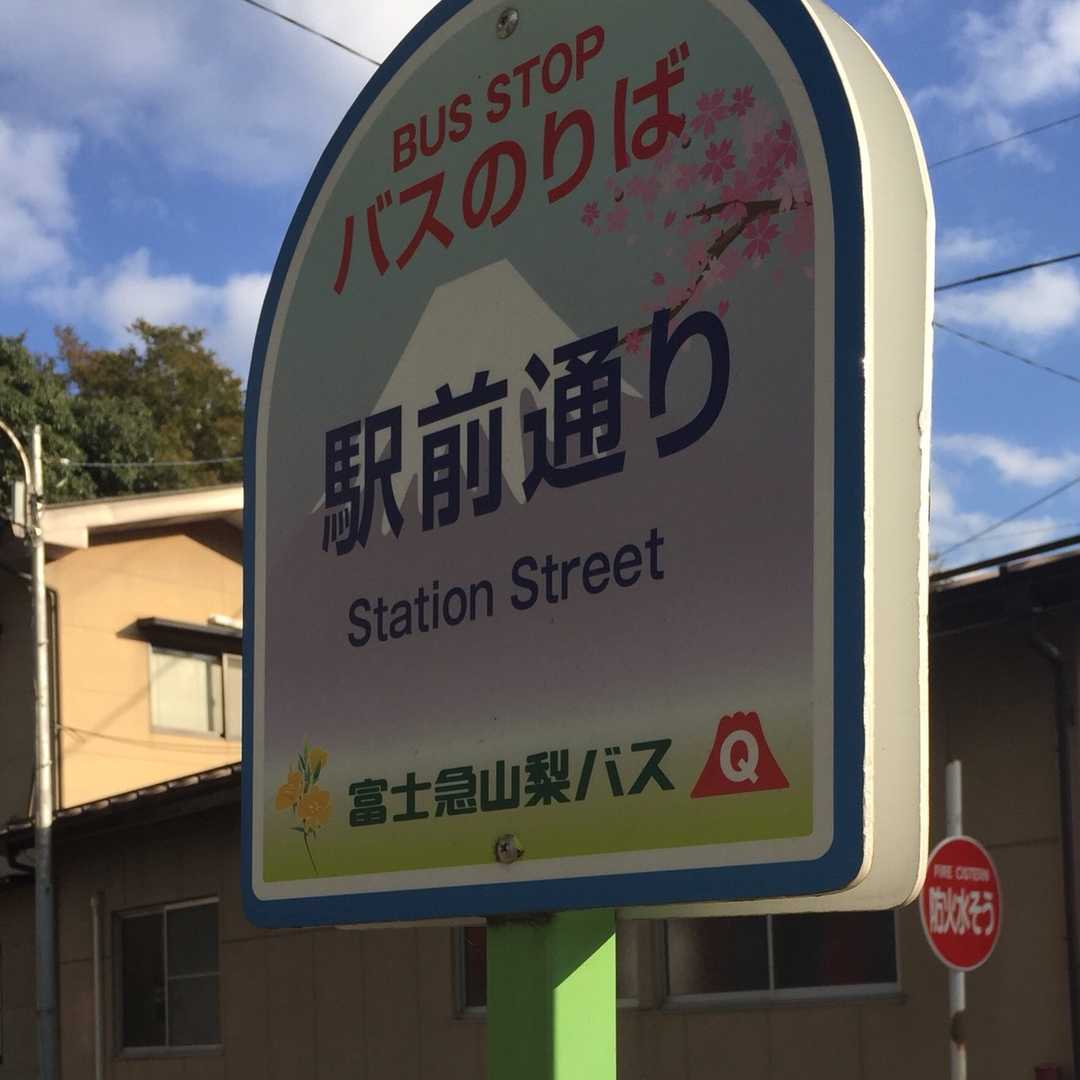 BUS STOP
バスのりば
駅前通り
Station Street
富士急山梨バス
Q
FIRE CISTERN
防火水そう